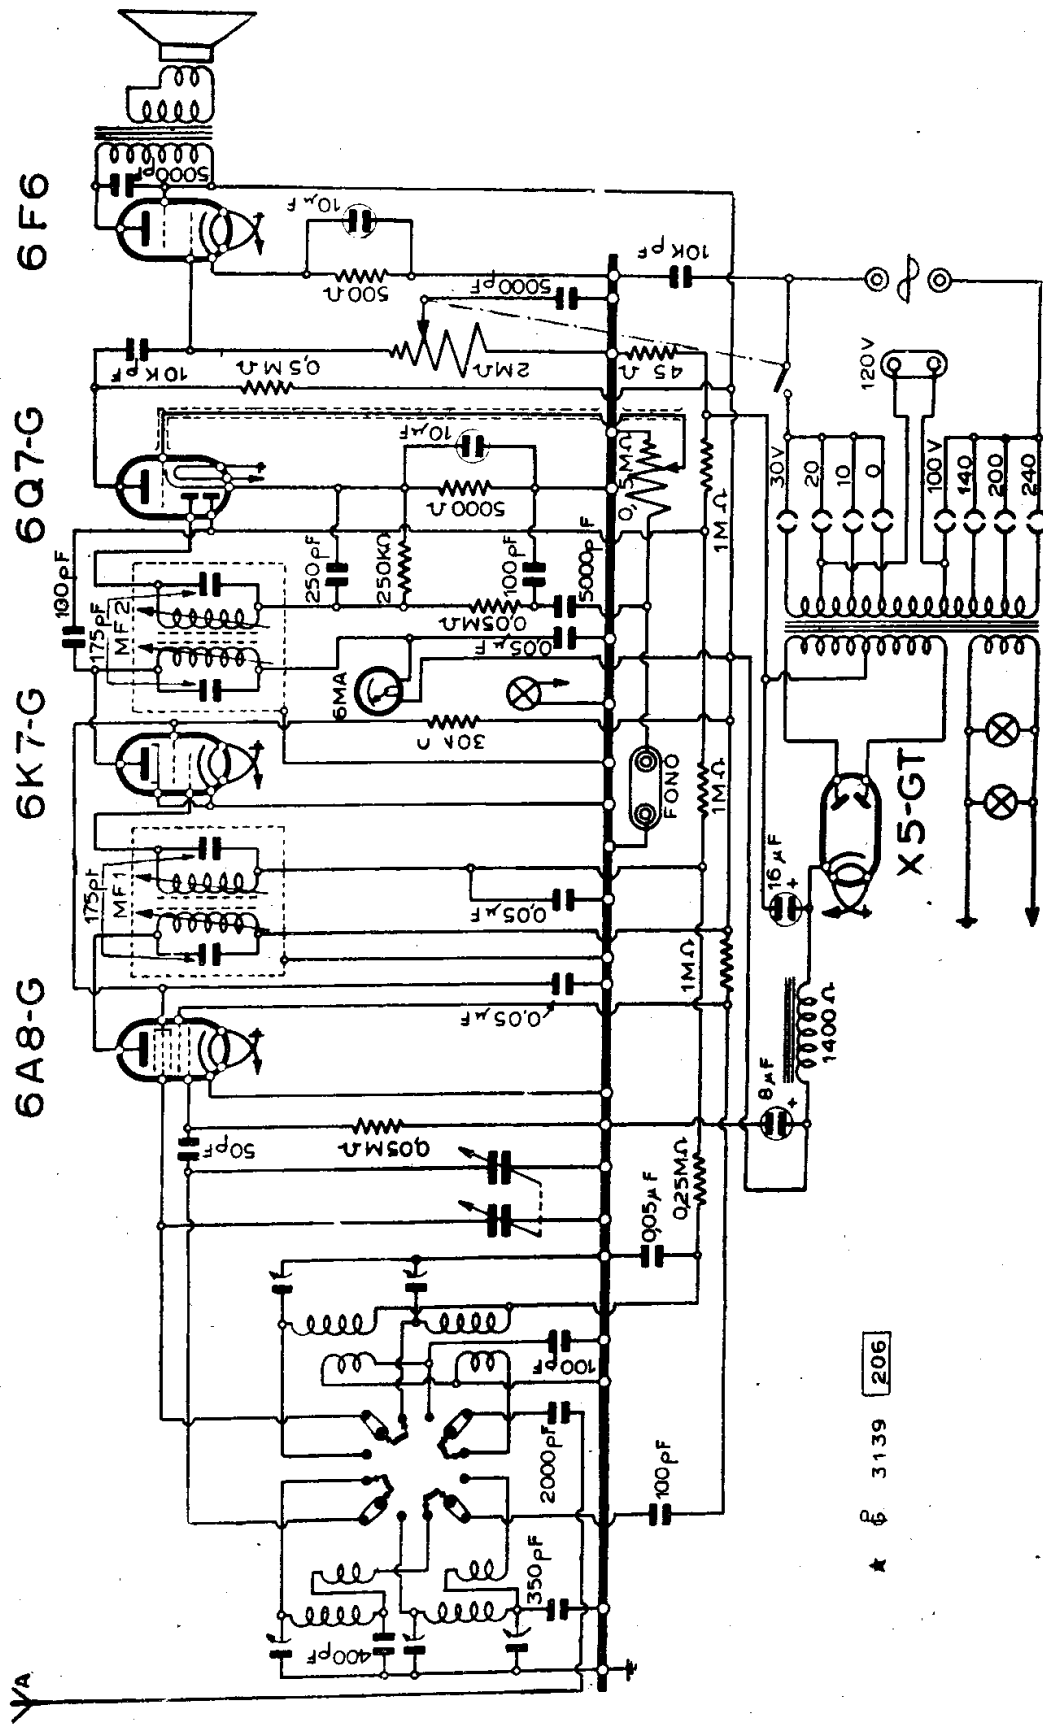 6A8-G
6K7-G
6Q7-G
6F6
A
175pf
MF1
100pF
175pF
MF2
10KpF
5000pF
50pF
0,05MΩ
0,05µF
0,05µF
30kΩ
6MA
0,05µF
0,05MΩ
250pF
250KΩ
100pF
5000pF
5000Ω
10µF
0,5MΩ
2MΩ
5000pF
500Ω
10µF
400pF
350pF
2000pF
100pF
100pF
0,05µF
0,25MΩ
1MΩ
1MΩ
1MΩ
FONO
0,5MΩ
45Ω
10KpF
8µF
+
1400Ω
16µF
+
X5-GT
30V
20
10
0
120V
100V
140
200
240
3139
206